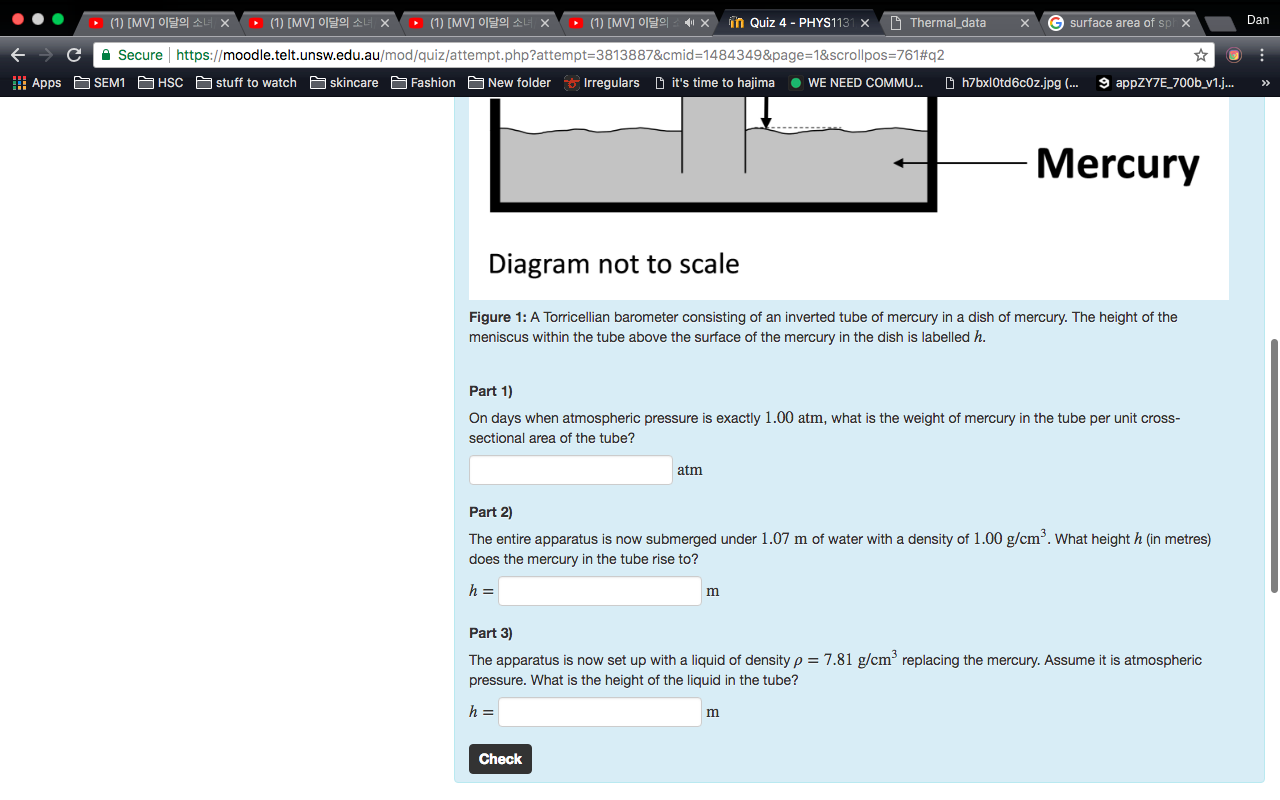 (1) [MV] 이달의 소녀
(1) [MV] 이달의 소녀
(1) [MV] 이달의 소녀
(1) [MV] 이달의
Quiz 4 - PHYS1131
Thermal_data
surface area of sp
Dan
Secure
https://moodle.telt.unsw.edu.au/mod/quiz/attempt.php?attempt=3813887&cmid=1484349&page=1&scrollpos=761#q2
Apps
SEM1
HSC
stuff to watch
skincare
Fashion
New folder
Irregulars
it's time to hajima
WE NEED COMMU...
h7bxl0td6c0z.jpg (...
appZY7E_700b_v1.j...
»
Mercury
Diagram not to scale
Figure 1: A Torricellian barometer consisting of an inverted tube of mercury in a dish of mercury. The height of the
meniscus within the tube above the surface of the mercury in the dish is labelled h.
Part 1)
On days when atmospheric pressure is exactly 1.00 atm, what is the weight of mercury in the tube per unit cross-
sectional area of the tube?
atm
Part 2)
The entire apparatus is now submerged under 1.07 m of water with a density of 1.00 g/cm³. What height h (in metres)
does the mercury in the tube rise to?
h = m
Part 3)
The apparatus is now set up with a liquid of density ρ = 7.81 g/cm³ replacing the mercury. Assume it is atmospheric
pressure. What is the height of the liquid in the tube?
h = m
Check